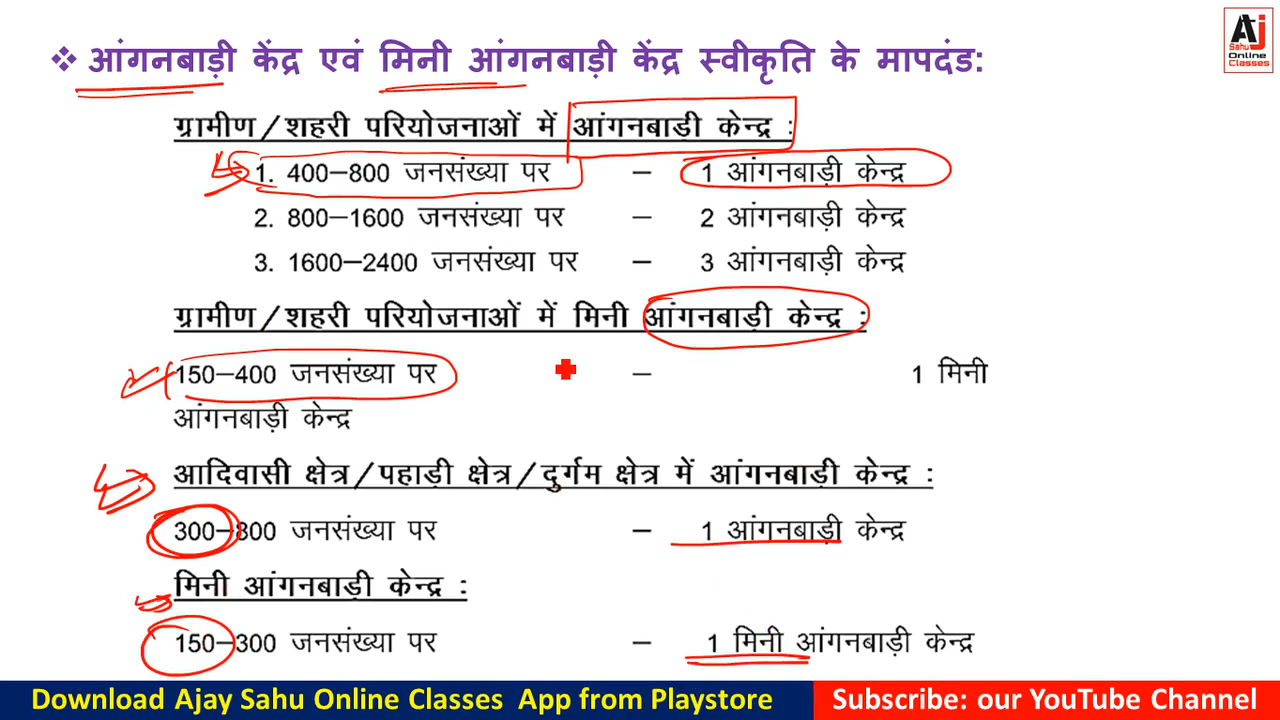 Aj
Sahu
Online
Classes
❖ आंगनबाड़ी केंद्र एवं मिनी आंगनबाड़ी केंद्र स्वीकृति के मापदंड:
ग्रामीण/शहरी परियोजनाओं में आंगनबाडी केन्द्र :
1. 400–800 जनसंख्या पर – 1 आंगनबाड़ी केन्द्र
2. 800–1600 जनसंख्या पर – 2 आंगनबाड़ी केन्द्र
3. 1600–2400 जनसंख्या पर – 3 आंगनबाड़ी केन्द्र
ग्रामीण/शहरी परियोजनाओं में मिनी आंगनबाड़ी केन्द्र :
150–400 जनसंख्या पर – 1 मिनी
आंगनबाड़ी केन्द्र
आदिवासी क्षेत्र/पहाडी क्षेत्र/दुर्गम क्षेत्र में आंगनबाड़ी केन्द्र :
300–800 जनसंख्या पर – 1 आंगनबाड़ी केन्द्र
मिनी आंगनबाड़ी केन्द्र :
150–300 जनसंख्या पर – 1 मिनी आंगनबाड़ी केन्द्र
Download Ajay Sahu Online Classes App from Playstore Subscribe: our YouTube Channel